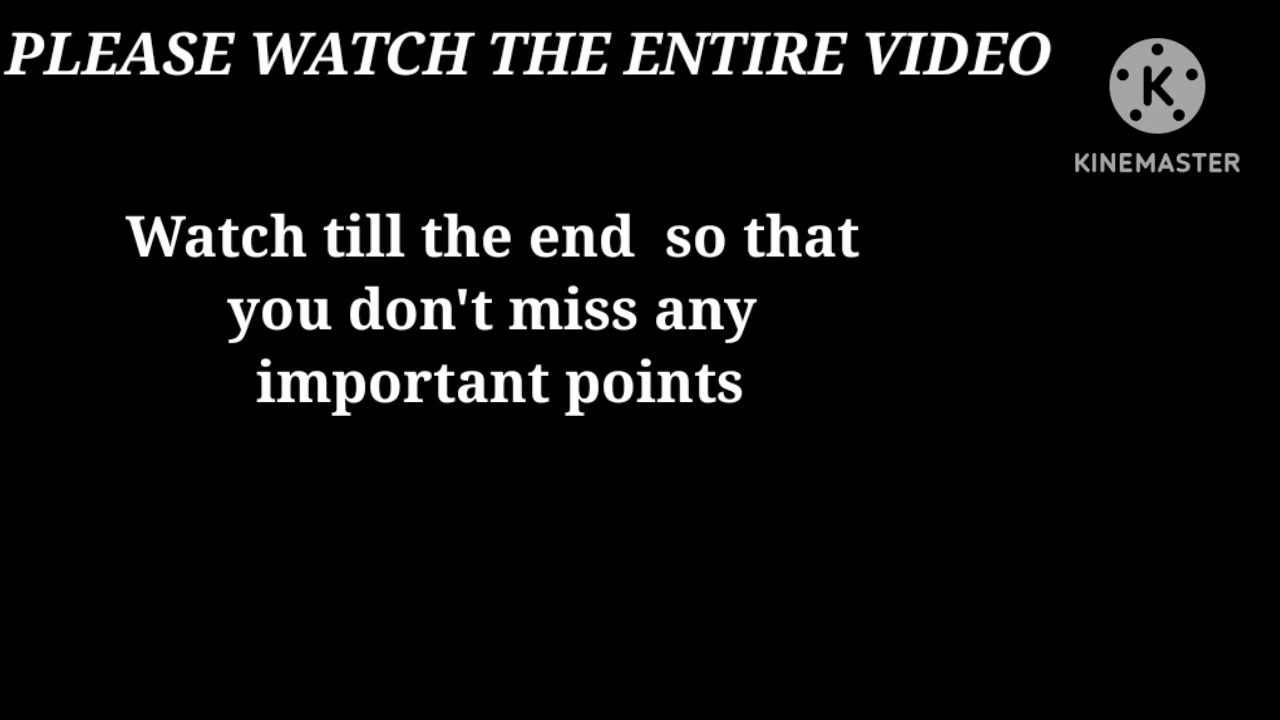 PLEASE WATCH THE ENTIRE VIDEO
K
KINEMASTER
Watch till the end  so that
you don't miss any
important points